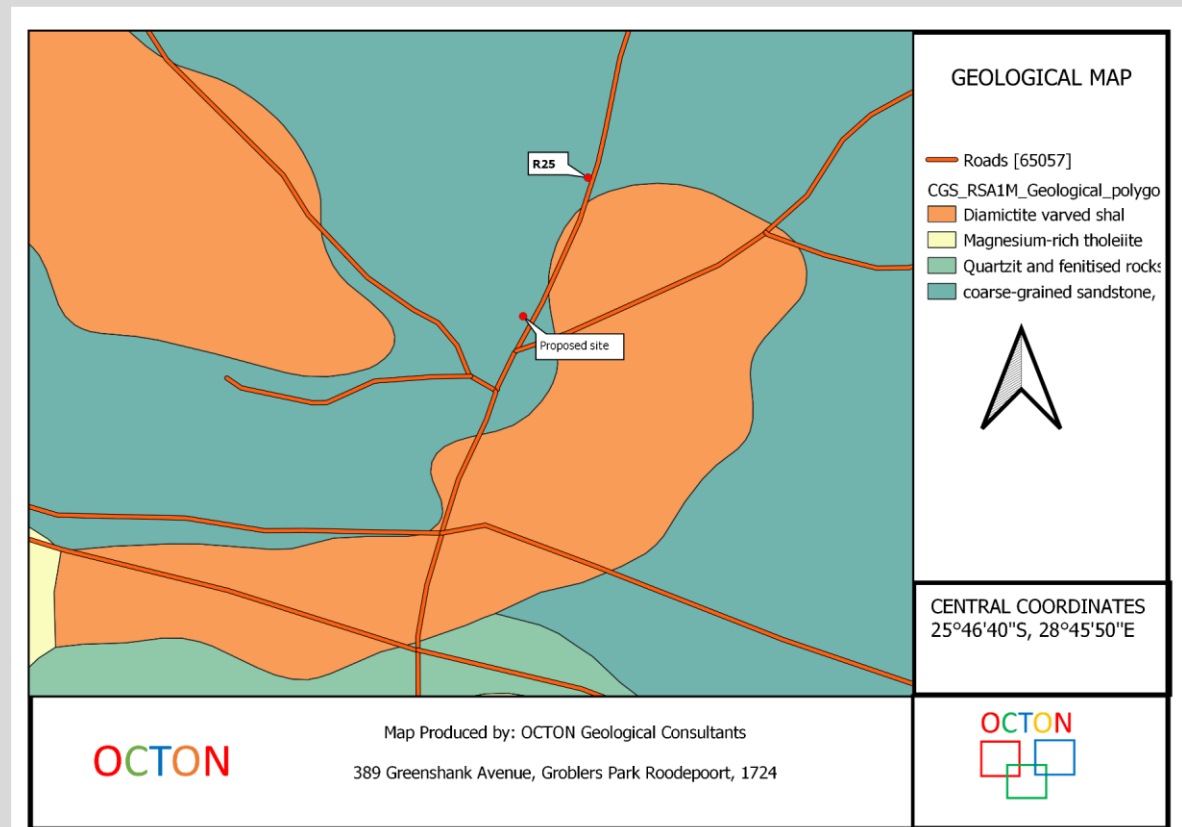 GEOLOGICAL MAP
Roads [65057]
CGS_RSA1M_Geological_polygo
Diamictite varved shal
Magnesium-rich tholeiite
Quartzit and fenitised rocks
coarse-grained sandstone,
R25
Proposed site
CENTRAL COORDINATES
25°46'40"S, 28°45'50"E
OCTON
Map Produced by: OCTON Geological Consultants
389 Greenshank Avenue, Groblers Park Roodepoort, 1724
OCTON